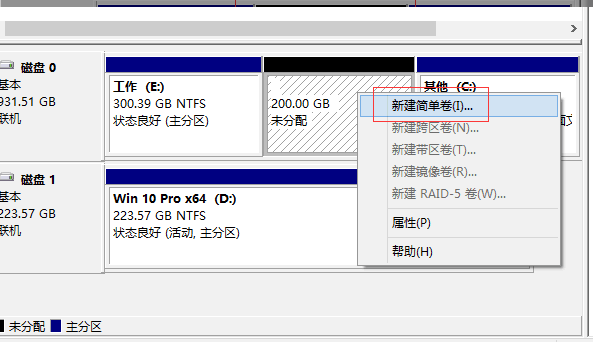 磁盘 0
基本
931.51 GB
联机
工作 (E:)
300.39 GB NTFS
状态良好 (主分区)
200.00 GB
未分配
其他 (C:)
新建简单卷(I)...
新建跨区卷(N)...
新建带区卷(T)...
新建镜像卷(R)...
新建 RAID-5 卷(W)...
属性(P)
帮助(H)
磁盘 1
基本
223.57 GB
联机
Win 10 Pro x64 (D:)
223.57 GB NTFS
状态良好 (活动, 主分区)
未分配
主分区